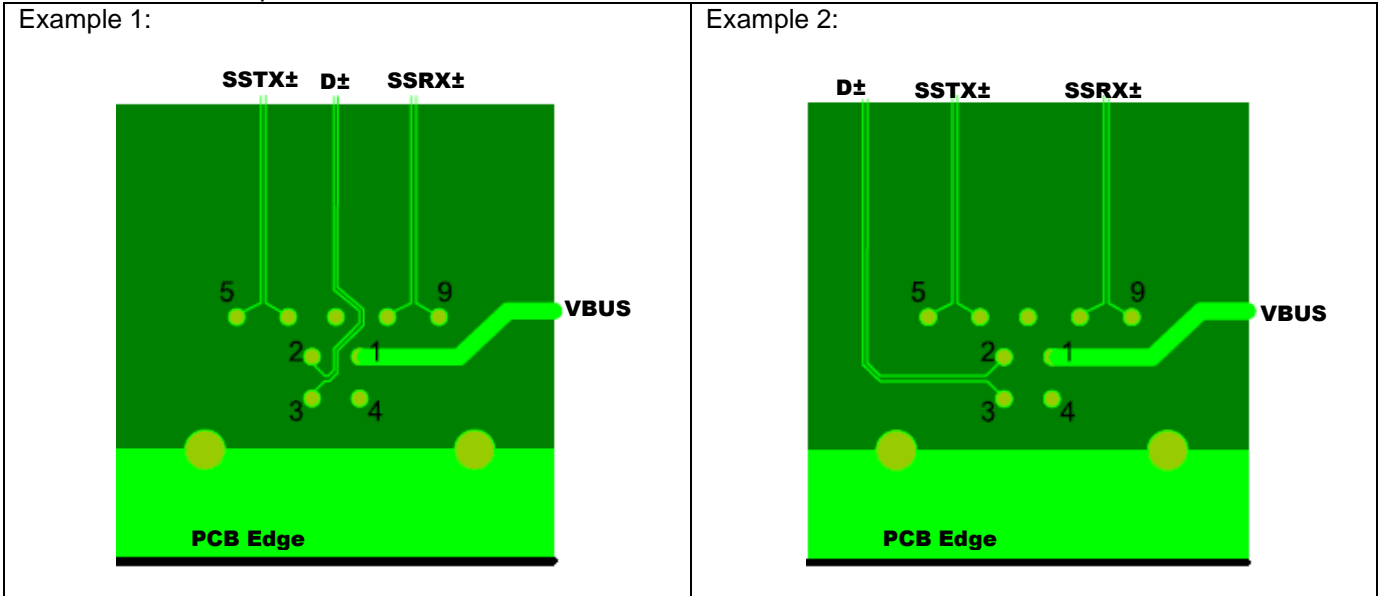 Example 1:
SSTX± D± SSRX±
5 9
VBUS
2 1
3 4
PCB Edge
Example 2:
D± SSTX± SSRX±
5 9
VBUS
2 1
3 4
PCB Edge